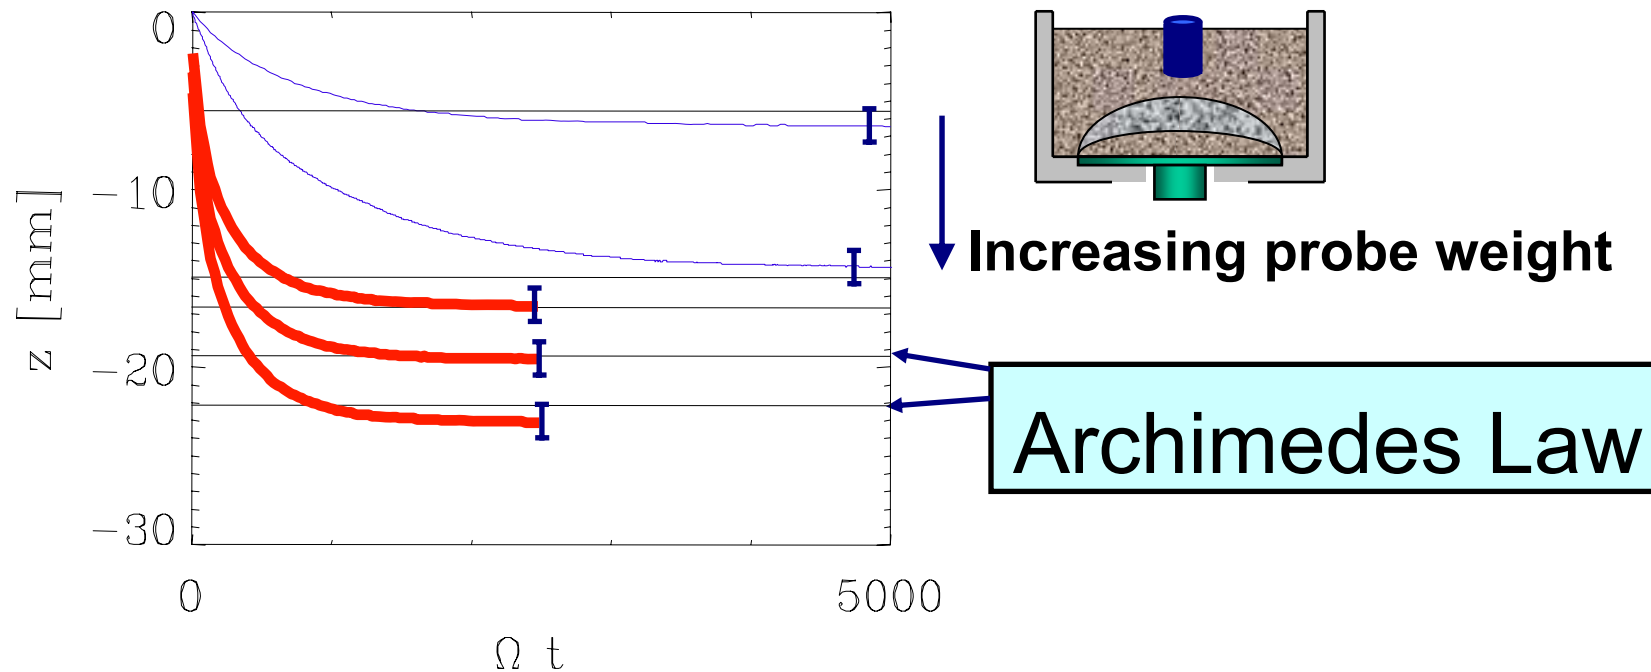 0
−10
−20
−30
z [mm]
0
5000
Ω t
Increasing probe weight
Archimedes Law